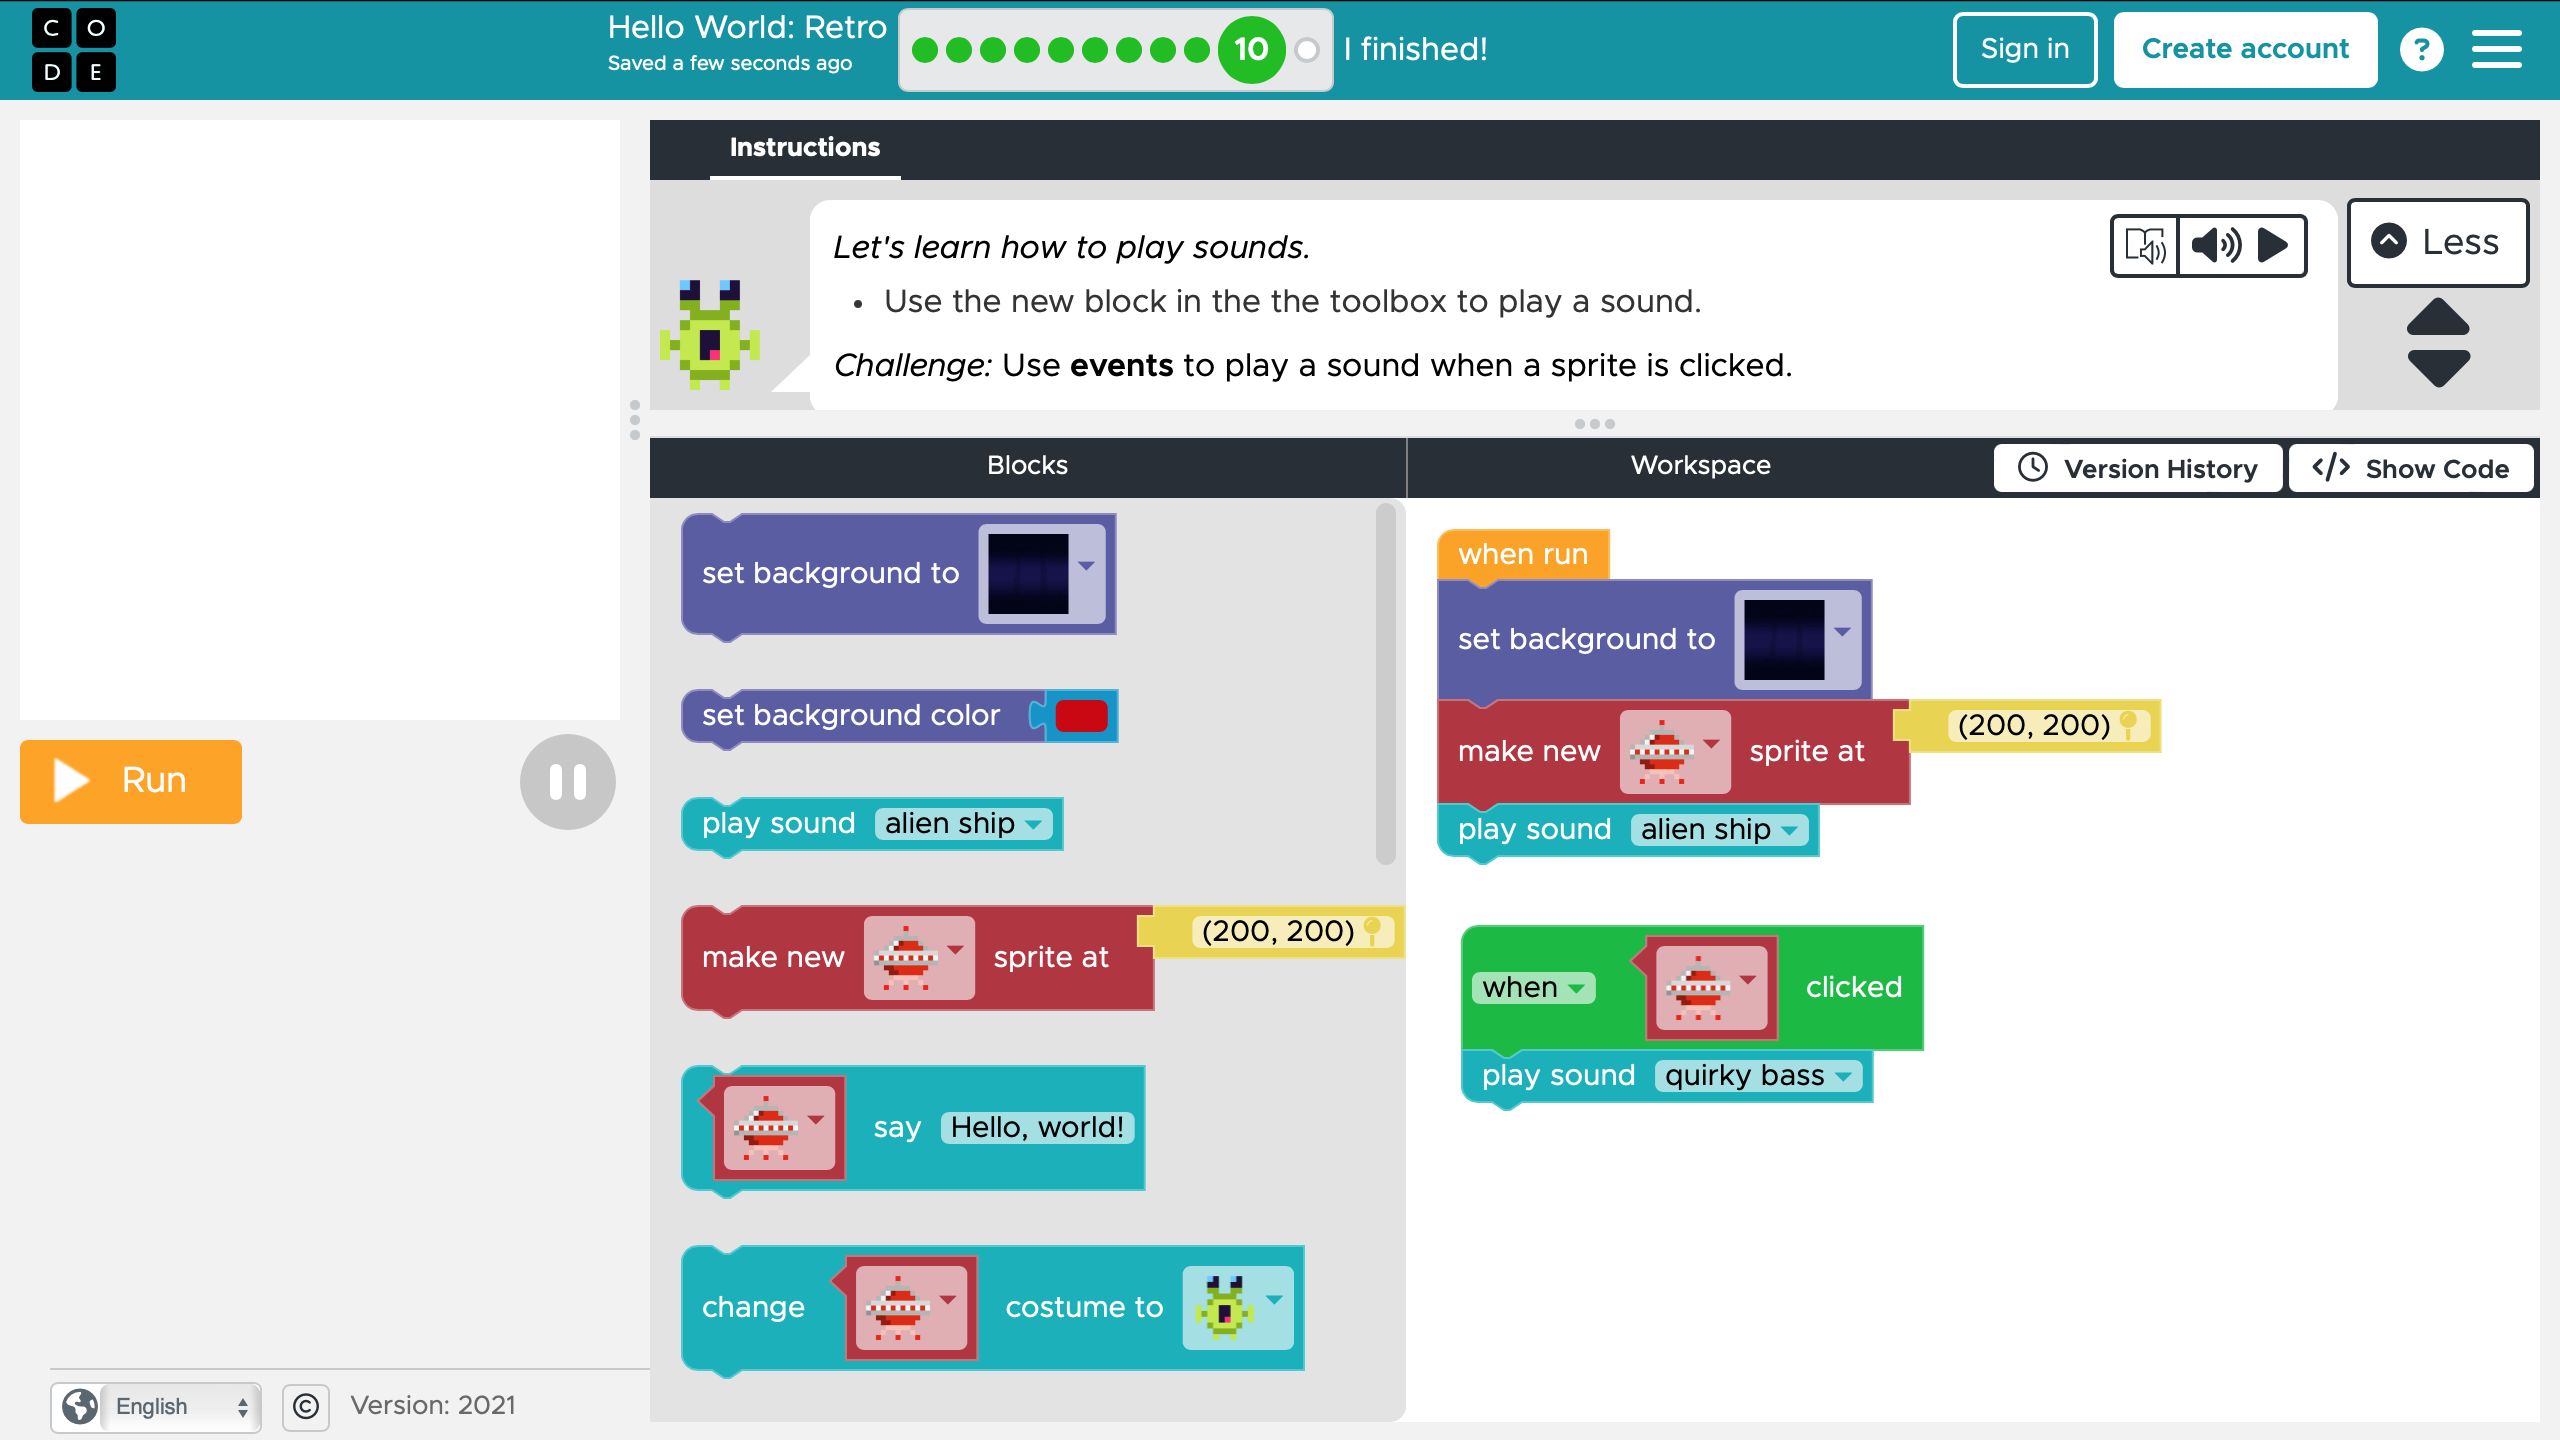 C O
D E
Hello World: Retro
Saved a few seconds ago
10
I finished!
Sign in
Create account
?
Instructions
Let's learn how to play sounds.
• Use the new block in the the toolbox to play a sound.
Challenge: Use events to play a sound when a sprite is clicked.
Less
Run
Blocks
Workspace
Version History
</> Show Code
set background to
set background color
play sound alien ship
make new sprite at (200, 200)
say Hello, world!
change costume to
when run
set background to
make new sprite at (200, 200)
play sound alien ship
when clicked
play sound quirky bass
English
©
Version: 2021